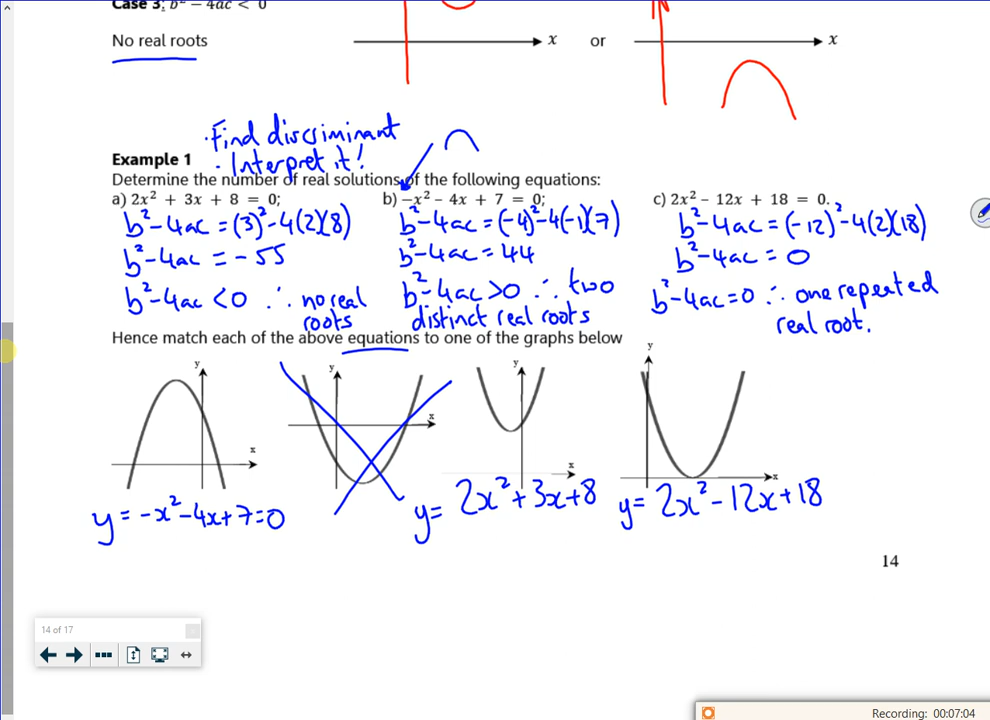 Case 3: b² − 4ac < 0
No real roots
x
or
x
· Find discriminant
· Interpret it!
Example 1
Determine the number of real solutions of the following equations:
a) 2x² + 3x + 8 = 0;
b² - 4ac = (3)² - 4(2)(8)
b² - 4ac = -55
b² - 4ac < 0 ∴ no real
roots
b) −x² − 4x + 7 = 0;
b² - 4ac = (-4)² - 4(-1)(7)
b² - 4ac = 44
b² - 4ac > 0 ∴ two
distinct real roots
c) 2x² − 12x + 18 = 0.
b² - 4ac = (-12)² - 4(2)(18)
b² - 4ac = 0
b² - 4ac = 0 ∴ one repeated
real root.
Hence match each of the above equations to one of the graphs below
y
x
y
x
y
x
y
x
y = -x² - 4x + 7 = 0
y = 2x² + 3x + 8
y = 2x² - 12x + 18
14
14 of 17
x
Recording: 00:07:04